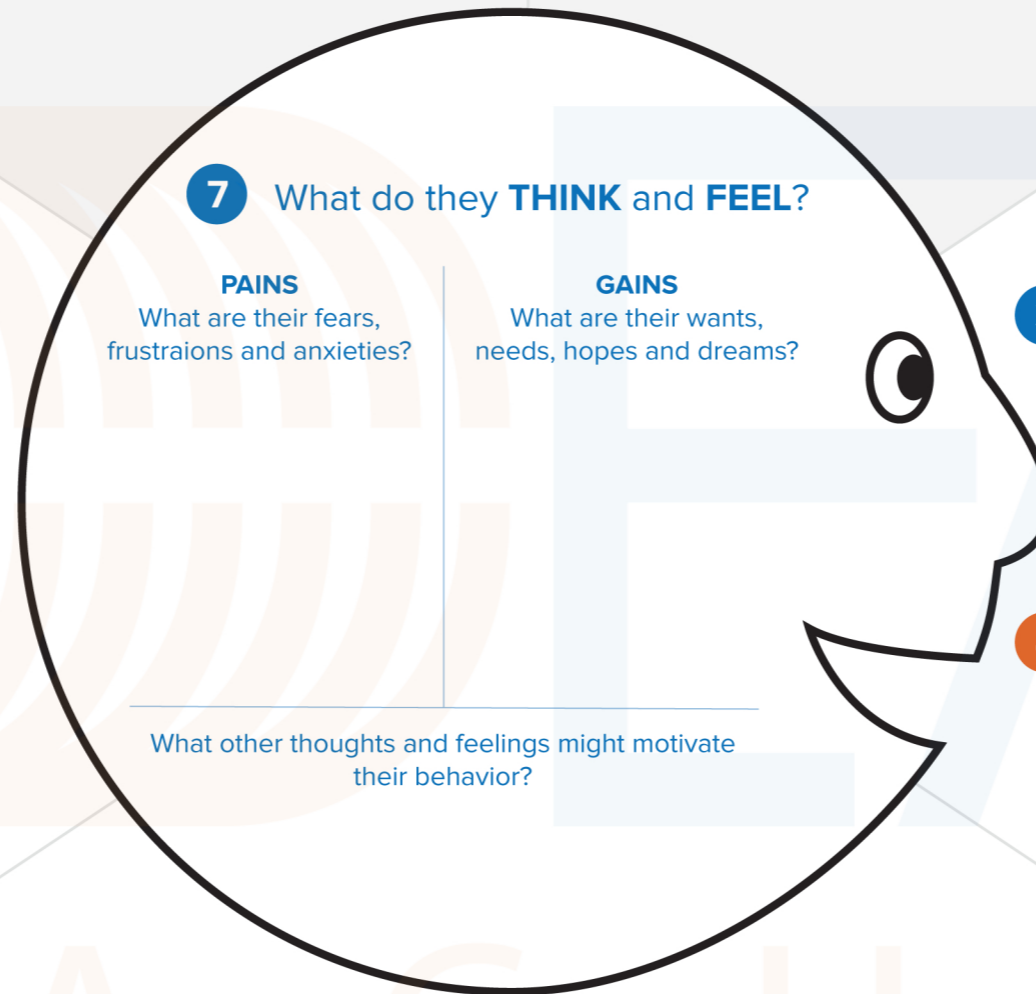 7 What do they THINK and FEEL?
PAINS
What are their fears,
frustraions and anxieties?
GAINS
What are their wants,
needs, hopes and dreams?
What other thoughts and feelings might motivate
their behavior?